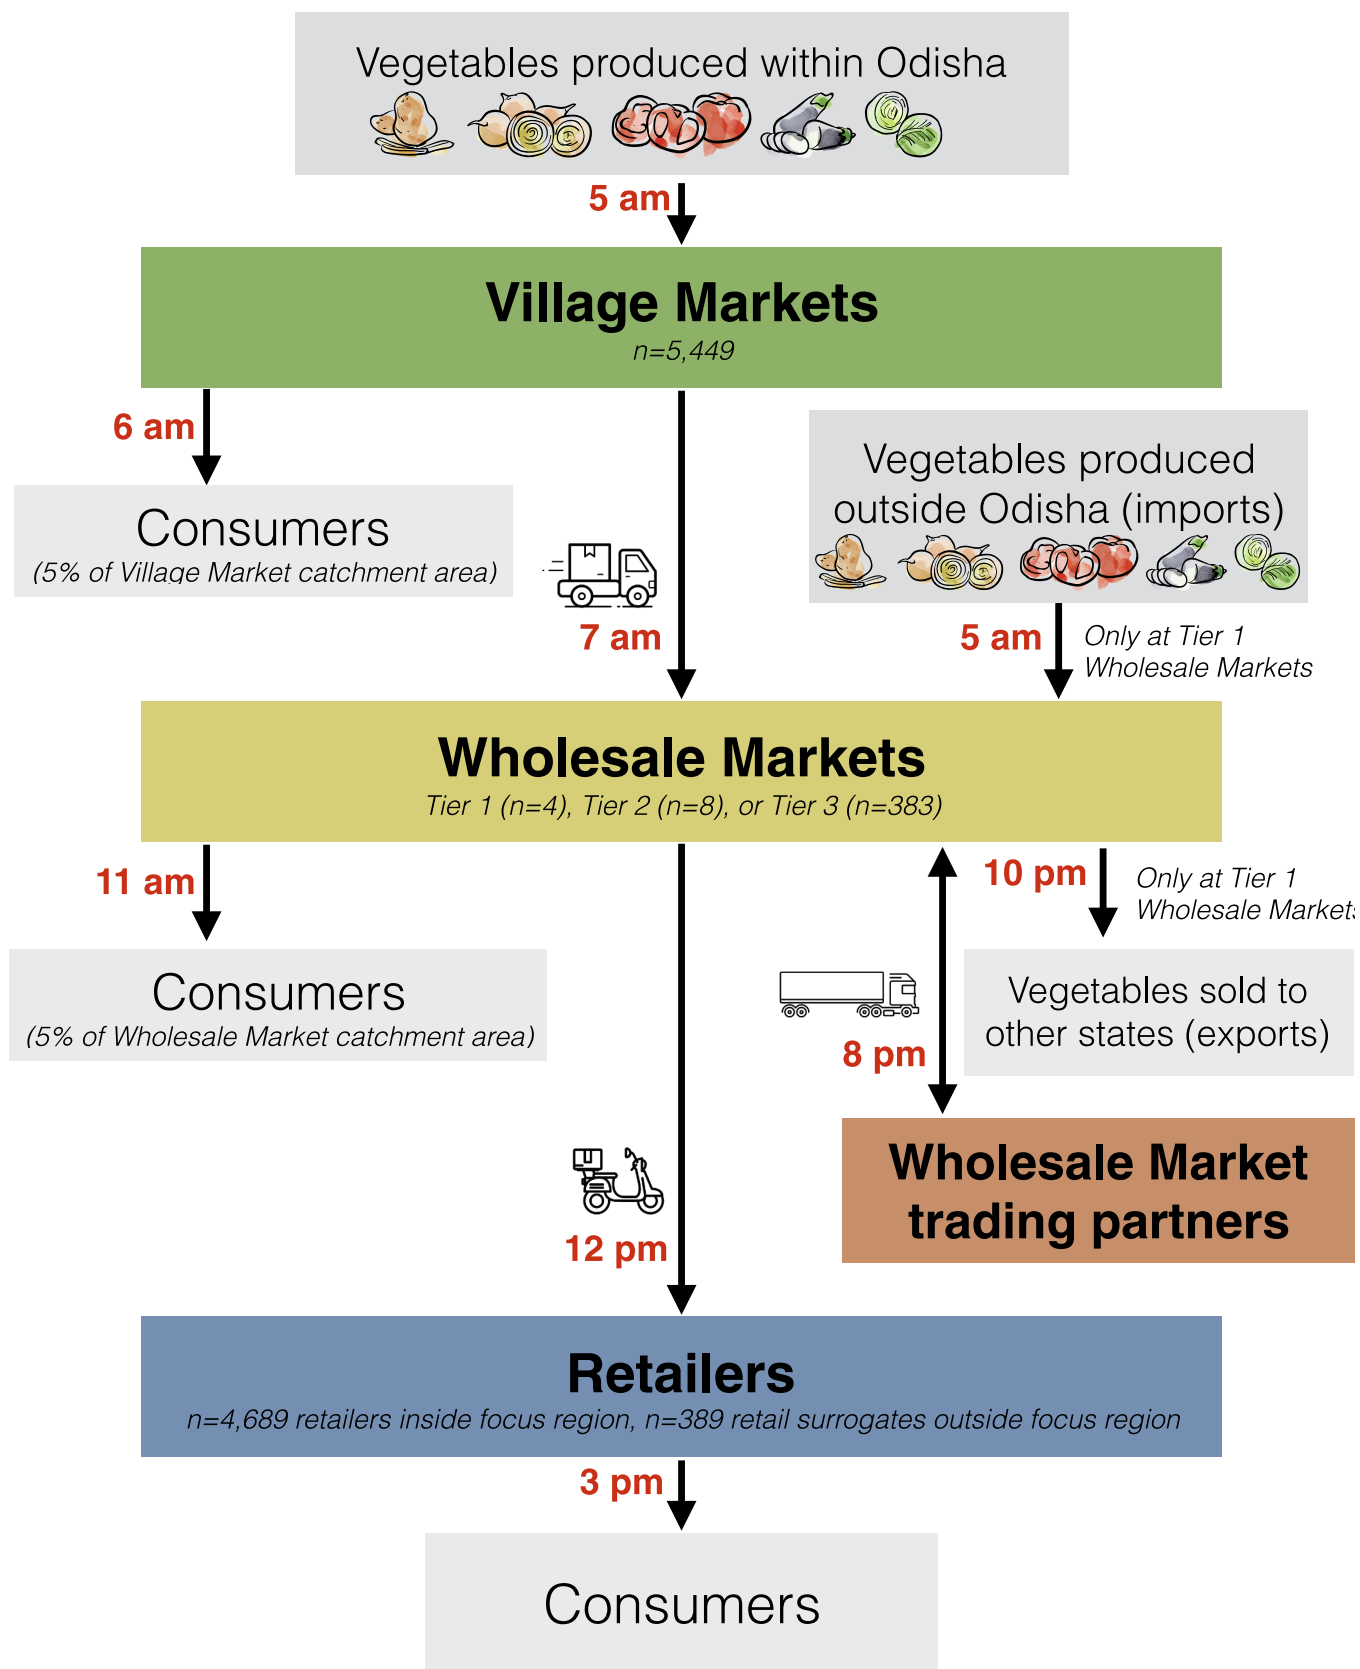 Vegetables produced within Odisha
5 am
Village Markets
n=5,449
6 am
Consumers
(5% of Village Market catchment area)
7 am
Vegetables produced
outside Odisha (imports)
5 am
Only at Tier 1
Wholesale Markets
Wholesale Markets
Tier 1 (n=4), Tier 2 (n=8), or Tier 3 (n=383)
11 am
Consumers
(5% of Wholesale Market catchment area)
10 pm
Only at Tier 1
Wholesale Markets
Vegetables sold to
other states (exports)
8 pm
Wholesale Market
trading partners
12 pm
Retailers
n=4,689 retailers inside focus region, n=389 retail surrogates outside focus region
3 pm
Consumers